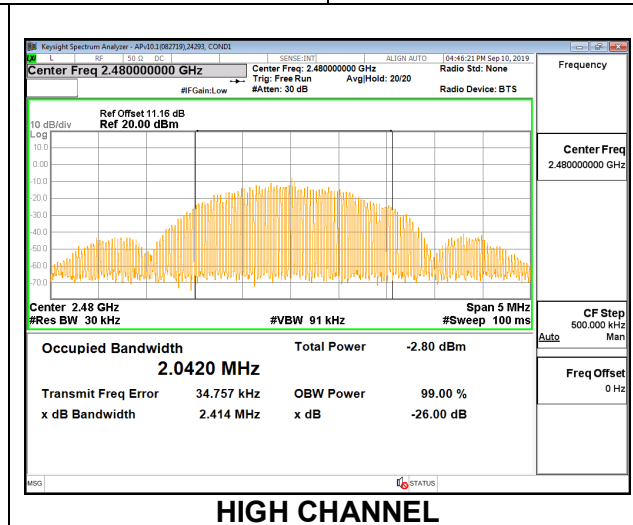 Keysight Spectrum Analyzer - APv10.1(082719),24293, COND1
L RF 50 Ω DC SENSE:INT ALIGN AUTO 04:46:21 PM Sep 10, 2019
Center Freq 2.480000000 GHz
Center Freq: 2.480000000 GHz
Radio Std: None
Trig: Free Run Avg|Hold: 20/20
#IFGain:Low
#Atten: 30 dB
Radio Device: BTS
Frequency
Ref Offset 11.16 dB
10 dB/div Ref 20.00 dBm
Log
10.0
0.00
-10.0
-20.0
-30.0
-40.0
-50.0
-60.0
-70.0
Center Freq
2.480000000 GHz
Center 2.48 GHz Span 5 MHz
#Res BW 30 kHz #VBW 91 kHz #Sweep 100 ms
CF Step
500.000 kHz
Auto Man
Occupied Bandwidth Total Power -2.80 dBm
2.0420 MHz
Transmit Freq Error 34.757 kHz OBW Power 99.00 %
x dB Bandwidth 2.414 MHz x dB -26.00 dB
Freq Offset
0 Hz
MSG STATUS
HIGH CHANNEL